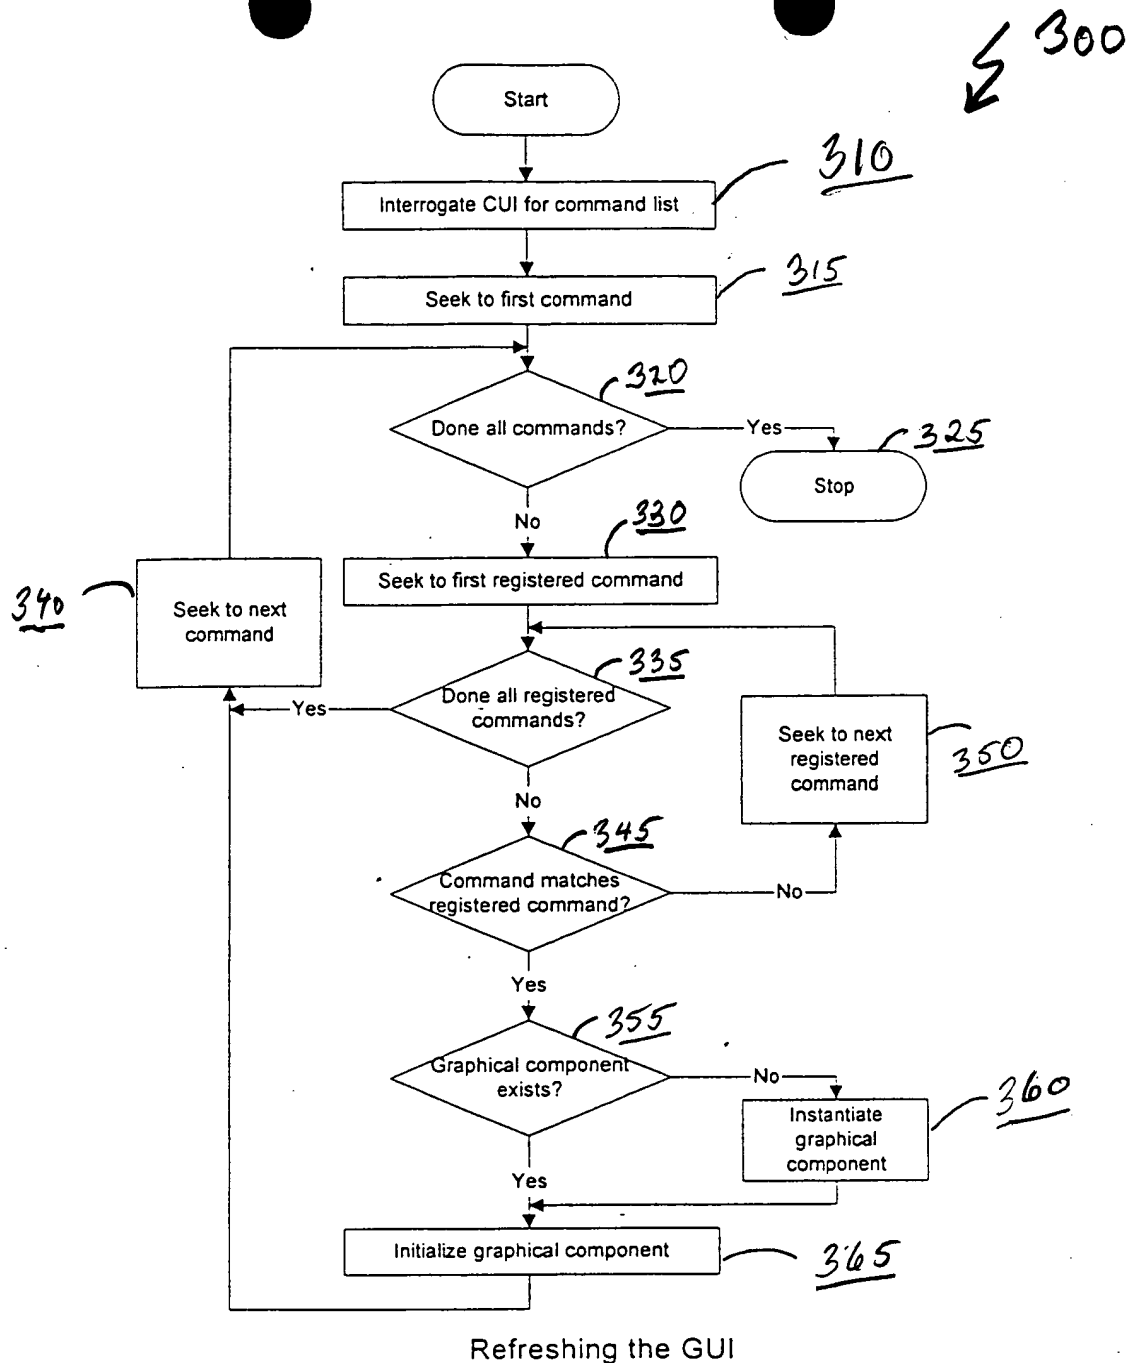 300
Start
310
Interrogate CUI for command list
315
Seek to first command
320
Done all commands?
Yes
325
Stop
No
330
Seek to first registered command
340
Seek to next
command
335
Done all registered
commands?
Yes
Seek to next
registered
command
350
No
345
Command matches
registered command?
No
Yes
355
Graphical component
exists?
No
360
Instantiate
graphical
component
Yes
Initialize graphical component
365
Refreshing the GUI